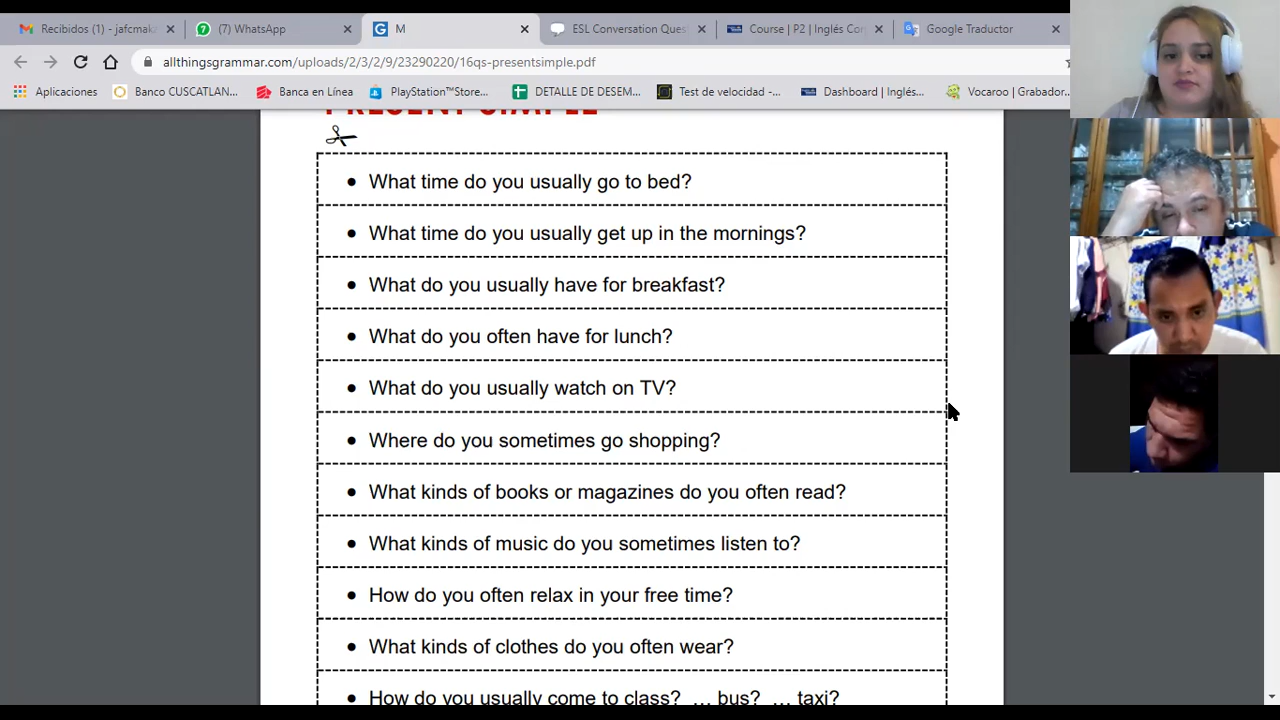 Recibidos (1) - jafcmak
(7) WhatsApp
M
ESL Conversation Ques
Course | P2 | Inglés Cor
Google Traductor
allthingsgrammar.com/uploads/2/3/2/9/23290220/16qs-presentsimple.pdf
Aplicaciones
Banco CUSCATLAN...
Banca en Línea
PlayStation™Store...
DETALLE DE DESEM...
Test de velocidad -...
Dashboard | Inglés...
Vocaroo | Grabador...
PRESENT SIMPLE
• What time do you usually go to bed?
• What time do you usually get up in the mornings?
• What do you usually have for breakfast?
• What do you often have for lunch?
• What do you usually watch on TV?
• Where do you sometimes go shopping?
• What kinds of books or magazines do you often read?
• What kinds of music do you sometimes listen to?
• How do you often relax in your free time?
• What kinds of clothes do you often wear?
• How do you usually come to class? ... bus? ... taxi?